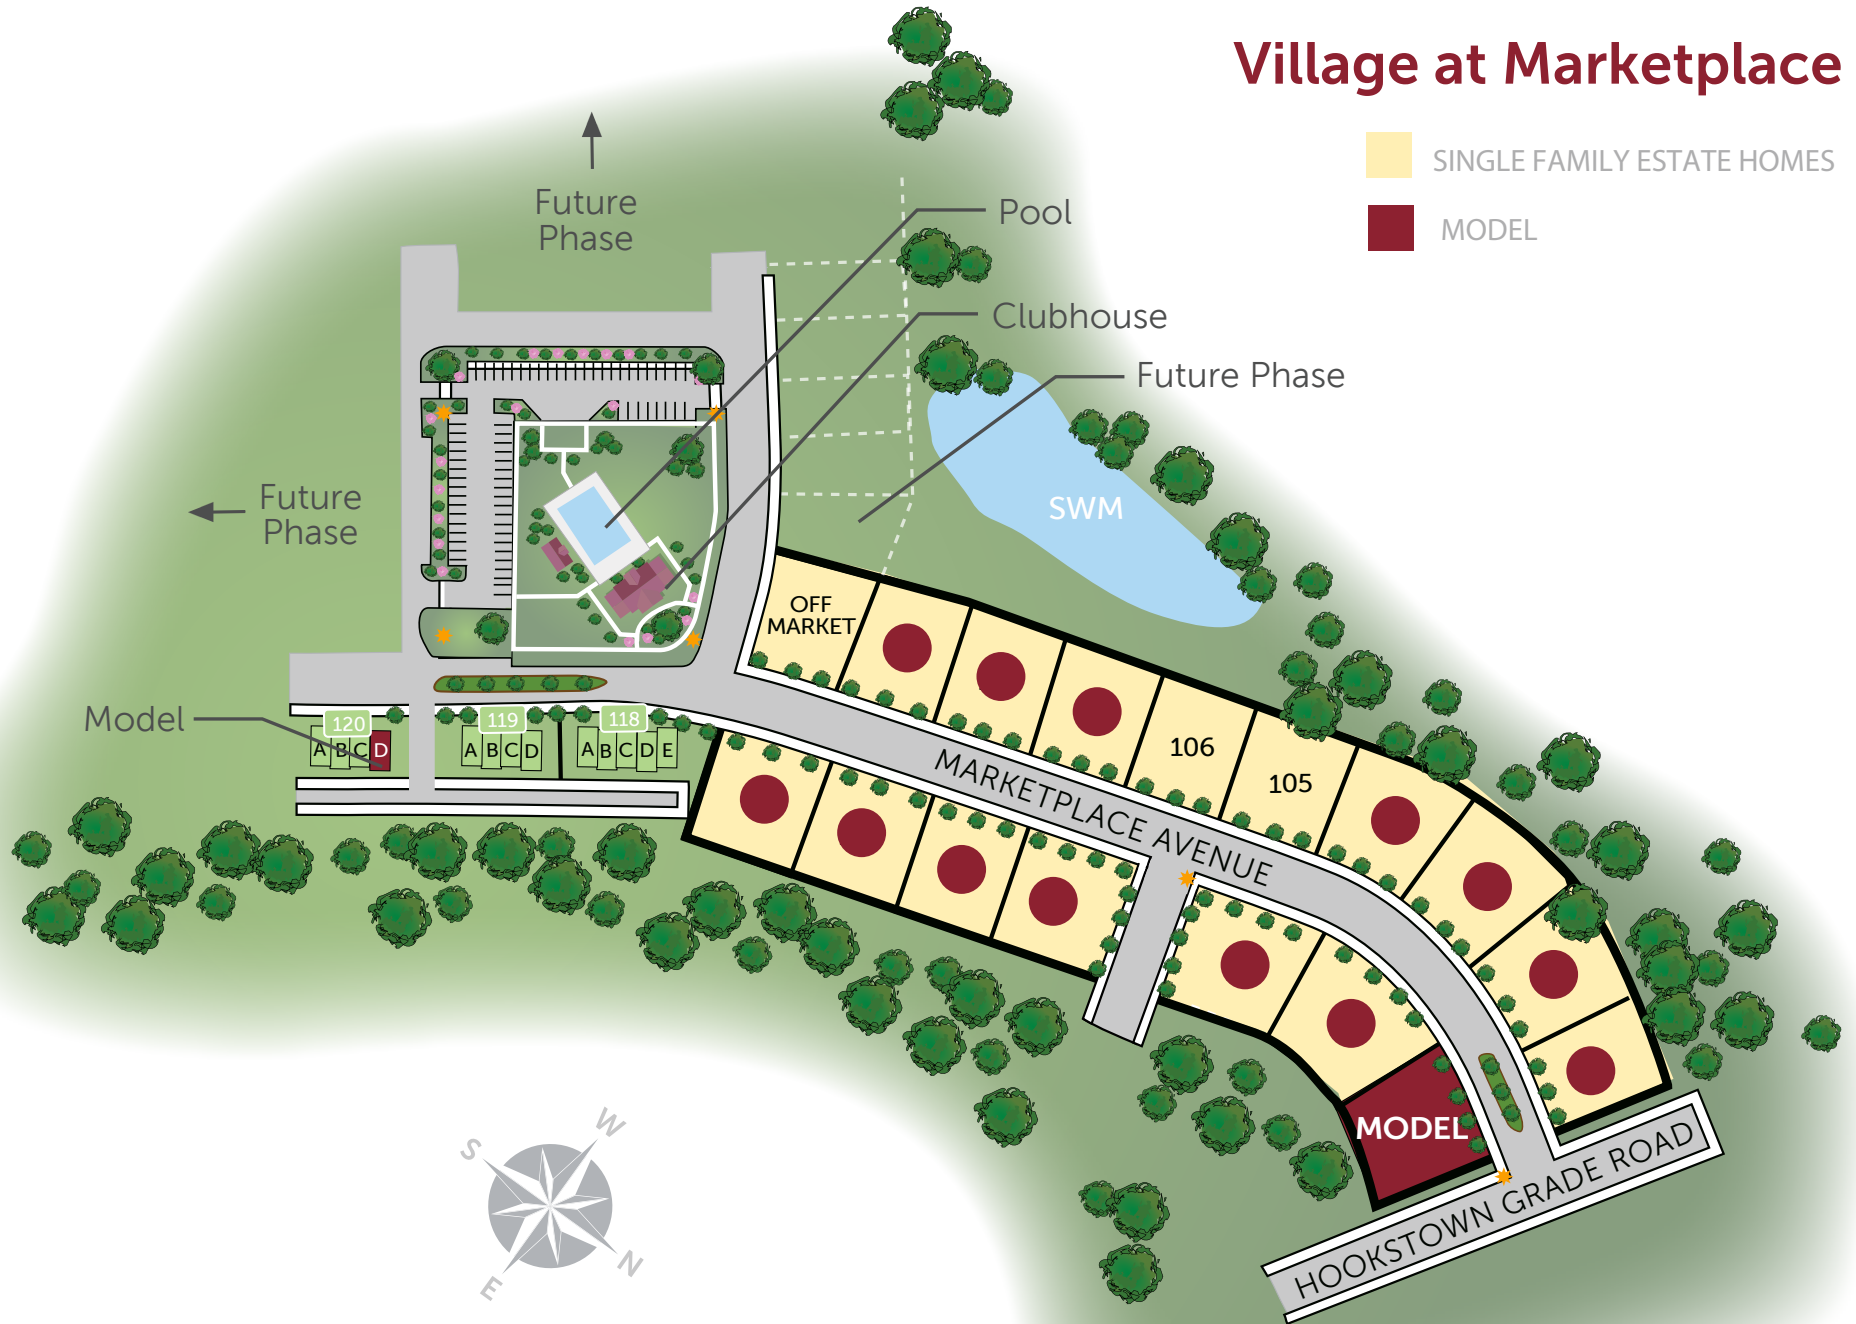 Village at Marketplace
SINGLE FAMILY ESTATE HOMES
MODEL
Future
Phase
Pool
Clubhouse
Future Phase
Future
Phase
SWM
OFF
MARKET
Model
120
A B C D
119
A B C D
118
A B C D E
106
105
MARKETPLACE AVENUE
MODEL
HOOKSTOWN GRADE ROAD
S
W
E
N